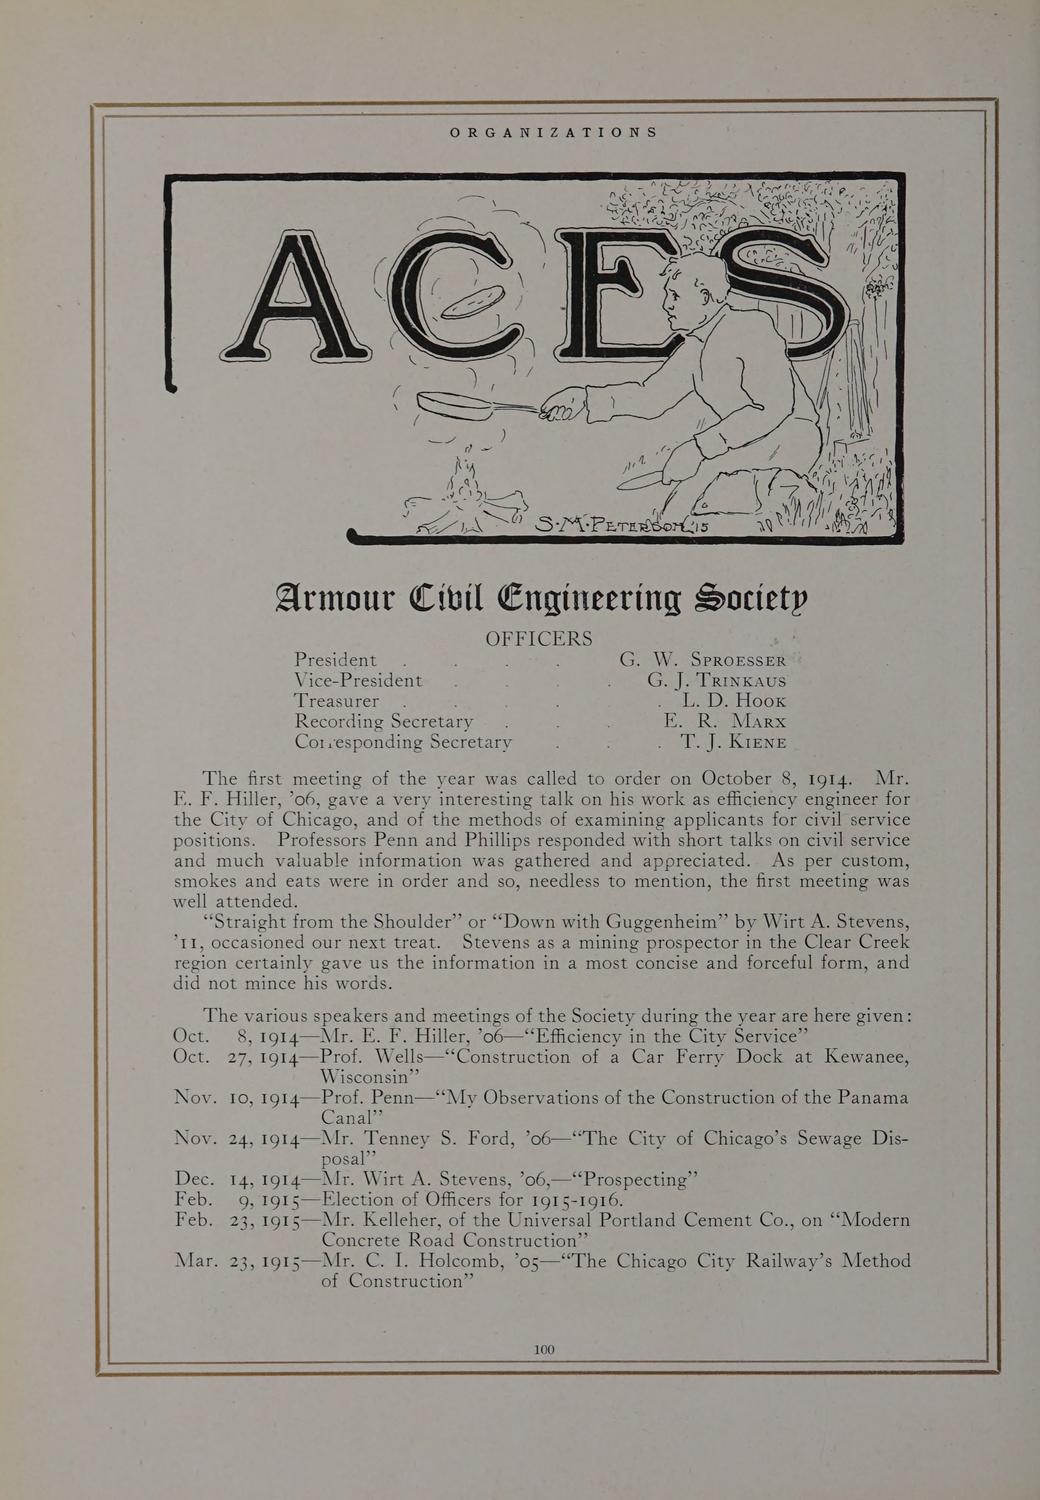 ORGANIZATIONS
ACES
S·M·PETERSON '15
Armour Civil Engineering Society
OFFICERS
President . . . . G. W. SPROESSER
Vice-President . . . . G. J. TRINKAUS
Treasurer . . . . . L. D. HOOK
Recording Secretary . . . E. R. MARX
Corresponding Secretary . . . T. J. KIENE
The first meeting of the year was called to order on October 8, 1914. Mr.
E. F. Hiller, ’06, gave a very interesting talk on his work as efficiency engineer for
the City of Chicago, and of the methods of examining applicants for civil service
positions. Professors Penn and Phillips responded with short talks on civil service
and much valuable information was gathered and appreciated. As per custom,
smokes and eats were in order and so, needless to mention, the first meeting was
well attended.
“Straight from the Shoulder” or “Down with Guggenheim” by Wirt A. Stevens,
’11, occasioned our next treat. Stevens as a mining prospector in the Clear Creek
region certainly gave us the information in a most concise and forceful form, and
did not mince his words.
The various speakers and meetings of the Society during the year are here given:
Oct. 8, 1914—Mr. E. F. Hiller, ’06—“Efficiency in the City Service”
Oct. 27, 1914—Prof. Wells—“Construction of a Car Ferry Dock at Kewanee,
Wisconsin”
Nov. 10, 1914—Prof. Penn—“My Observations of the Construction of the Panama
Canal”
Nov. 24, 1914—Mr. Tenney S. Ford, ’06—“The City of Chicago’s Sewage Dis-
posal”
Dec. 14, 1914—Mr. Wirt A. Stevens, ’06,—“Prospecting”
Feb. 9, 1915—Election of Officers for 1915-1916.
Feb. 23, 1915—Mr. Kelleher, of the Universal Portland Cement Co., on “Modern
Concrete Road Construction”
Mar. 23, 1915—Mr. C. I. Holcomb, ’05—“The Chicago City Railway’s Method
of Construction”
100